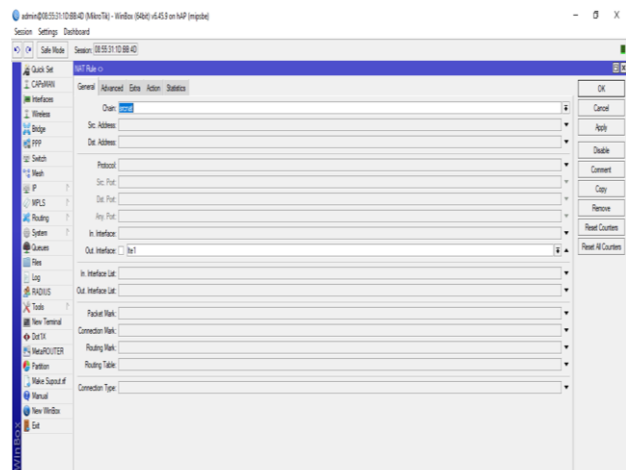 admin@08:55:31:1D:BB:4D (MikroTik) - WinBox (64bit) v6.45.9 on hAP (mipsbe)
Session Settings Dashboard
Safe Mode Session: 08:55:31:1D:BB:4D
Quick Set
CAPsMAN
Interfaces
Wireless
Bridge
PPP
Switch
Mesh
IP
MPLS
Routing
System
Queues
Files
Log
RADIUS
Tools
New Terminal
Dot1X
MetaROUTER
Partition
Make Supout.rif
Manual
New WinBox
Exit
WinBox
NAT Rule <>
General Advanced Extra Action Statistics
Chain: srcnat
Src. Address:
Dst. Address:
Protocol:
Src. Port:
Dst. Port:
Any. Port:
In. Interface:
Out. Interface: lte1
In. Interface List:
Out. Interface List:
Packet Mark:
Connection Mark:
Routing Mark:
Routing Table:
Connection Type:
OK
Cancel
Apply
Disable
Comment
Copy
Remove
Reset Counters
Reset All Counters